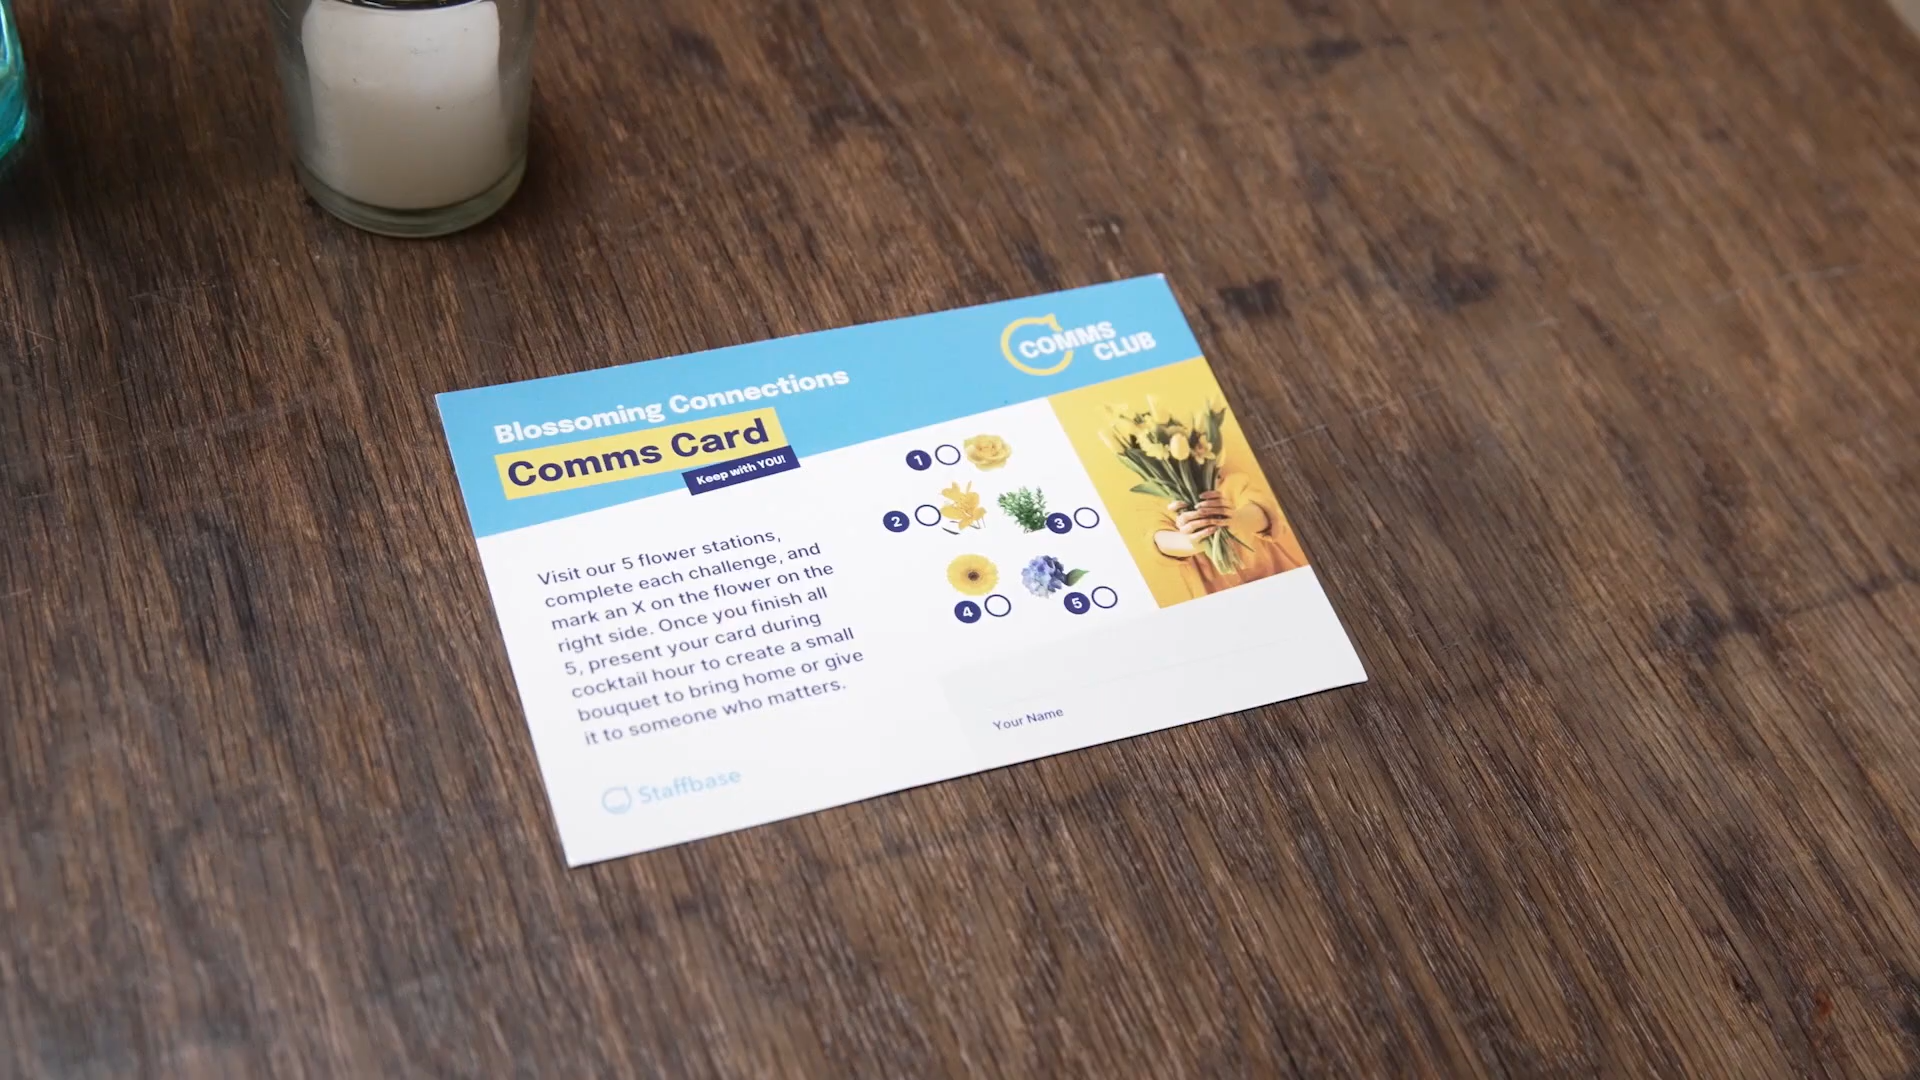 COMMS
CLUB
Blossoming Connections
Comms Card
Keep with YOU!
Visit our 5 flower stations,
complete each challenge, and
mark an X on the flower on the
right side. Once you finish all
5, present your card during
cocktail hour to create a small
bouquet to bring home or give
it to someone who matters.
1
2
3
4
5
Your Name
Staffbase